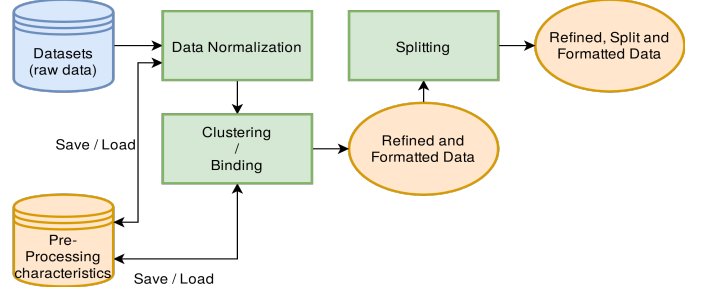 Datasets
(raw data)
Data Normalization
Splitting
Refined, Split and
Formatted Data
Save / Load
Clustering
/
Binding
Refined and
Formatted Data
Pre-
Processing
characteristics
Save / Load